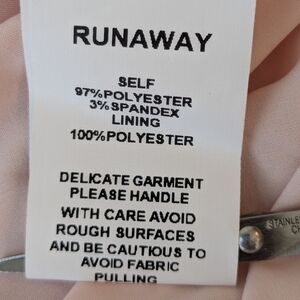 RUNAWAY
SELF
97%POLYESTER
3%SPANDEX
LINING
100%POLYESTER
DELICATE GARMENT
PLEASE HANDLE
WITH CARE AVOID
ROUGH SURFACES
AND BE CAUTIOUS TO
AVOID FABRIC
PULLING